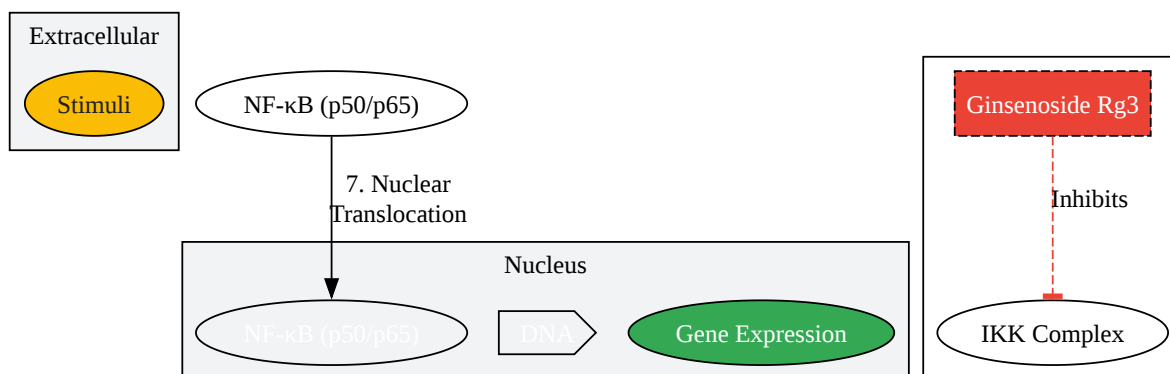 Extracellular
Stimuli
NF-κB (p50/p65)
7. Nuclear
Translocation
Nucleus
NF-κB (p50/p65)
DNA
Gene Expression
Ginsenoside Rg3
Inhibits
IKK Complex